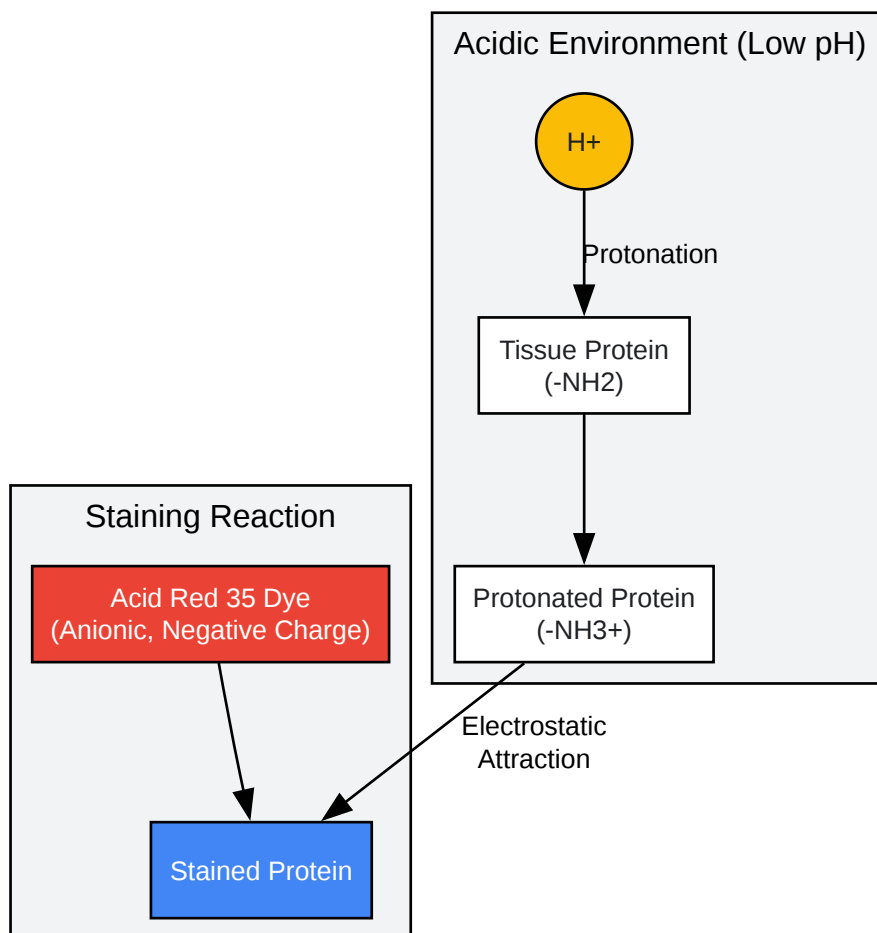 Acidic Environment (Low pH)
H+
Protonation
Tissue Protein
(-NH2)
Staining Reaction
Acid Red 35 Dye
(Anionic, Negative Charge)
Protonated Protein
(-NH3+)
Electrostatic
Attraction
Stained Protein